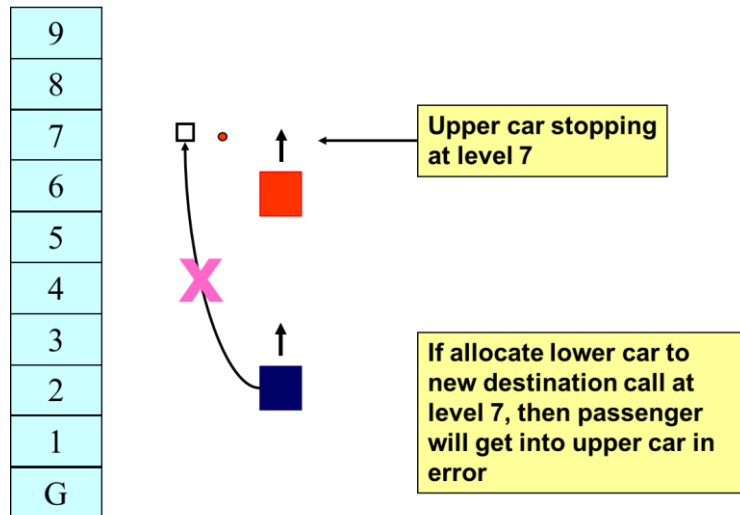 9
8
7
6
5
4
3
2
1
G
X
Upper car stopping
at level 7
If allocate lower car to
new destination call at
level 7, then passenger
will get into upper car in
error